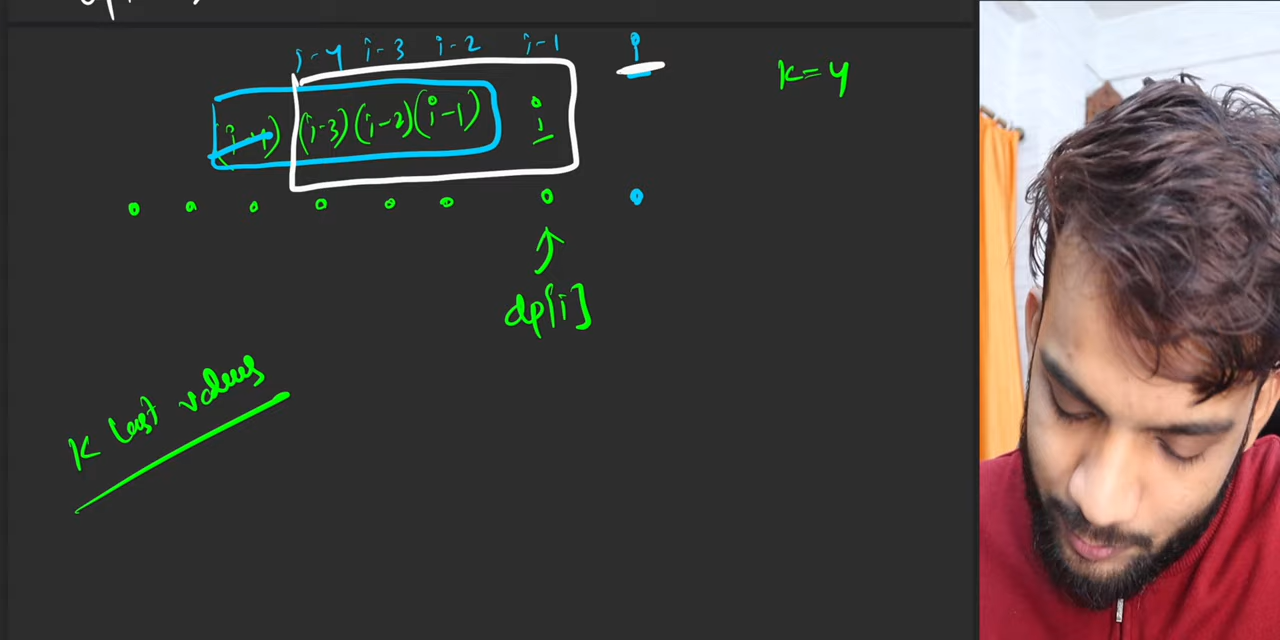 i-4 i-3 i-2 i-1 i
K=4
(i-4) (i-3) (i-2) (i-1) i
dp[i]
K last values